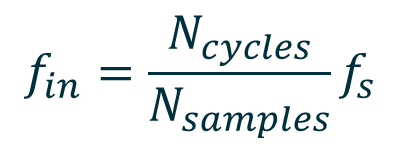 f_in = N_cycles / N_samples f_s